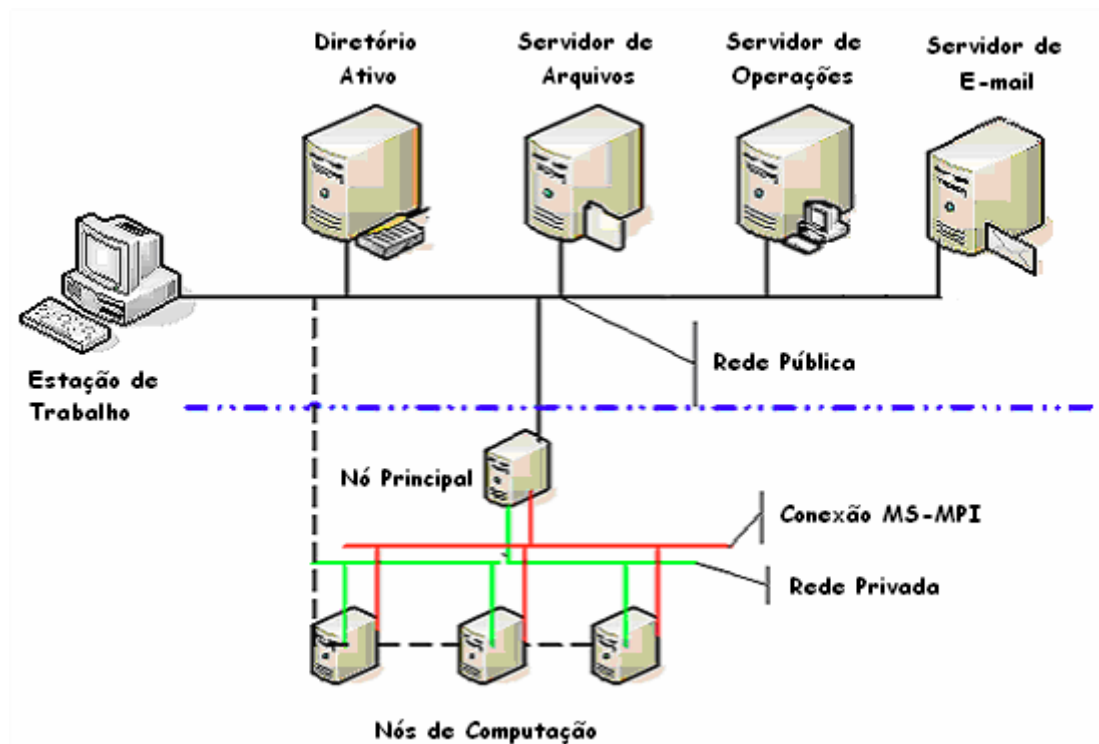 Diretório
Ativo
Servidor de
Arquivos
Servidor de
Operações
Servidor de
E-mail
Estação de
Trabalho
Rede Pública
Nó Principal
Conexão MS-MPI
Rede Privada
Nós de Computação